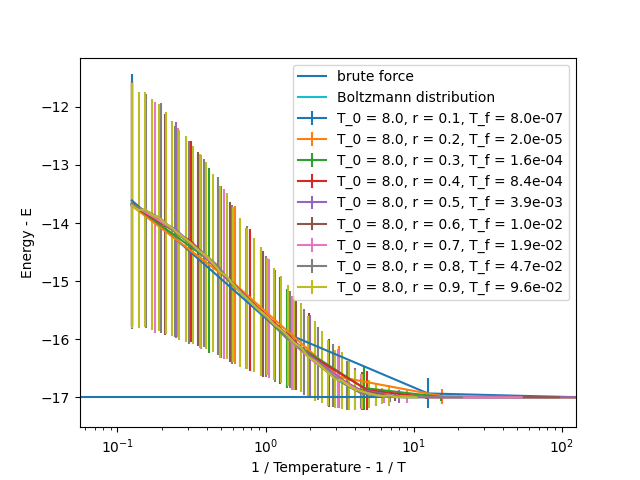 Energy - E
−12
−13
−14
−15
−16
−17
brute force
Boltzmann distribution
T_0 = 8.0, r = 0.1, T_f = 8.0e-07
T_0 = 8.0, r = 0.2, T_f = 2.0e-05
T_0 = 8.0, r = 0.3, T_f = 1.6e-04
T_0 = 8.0, r = 0.4, T_f = 8.4e-04
T_0 = 8.0, r = 0.5, T_f = 3.9e-03
T_0 = 8.0, r = 0.6, T_f = 1.0e-02
T_0 = 8.0, r = 0.7, T_f = 1.9e-02
T_0 = 8.0, r = 0.8, T_f = 4.7e-02
T_0 = 8.0, r = 0.9, T_f = 9.6e-02
10⁻¹ 10⁰ 10¹ 10²
1 / Temperature - 1 / T